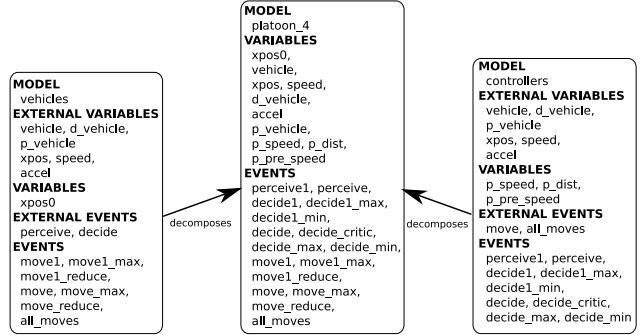 MODEL
vehicles
EXTERNAL VARIABLES
vehicle, d_vehicle,
p_vehicle
xpos, speed,
accel
VARIABLES
xpos0
EXTERNAL EVENTS
perceive, decide
EVENTS
move1, move1_max,
move1_reduce,
move, move_max,
move_reduce,
all_moves
decomposes
MODEL
platoon_4
VARIABLES
xpos0,
vehicle,
xpos, speed,
d_vehicle,
accel
p_vehicle,
p_speed, p_dist,
p_pre_speed
EVENTS
perceive1, perceive,
decide1, decide1_max,
decide1_min,
decide, decide_critic,
decide_max, decide_min,
move1, move1_max,
move1_reduce,
move, move_max,
move_reduce,
all_moves
decomposes
MODEL
controllers
EXTERNAL VARIABLES
vehicle, d_vehicle,
p_vehicle
xpos, speed,
accel
VARIABLES
p_speed, p_dist,
p_pre_speed
EXTERNAL EVENTS
move, all_moves
EVENTS
perceive1, perceive,
decide1, decide1_max,
decide1_min,
decide, decide_critic,
decide_max, decide_min